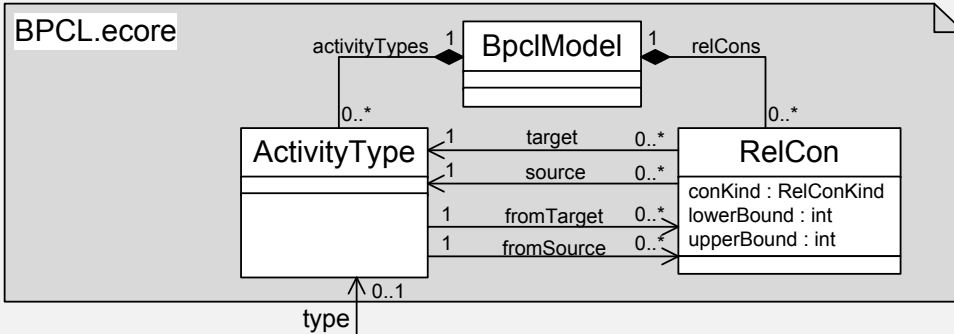 BPCL.ecore
activityTypes 1 BpclModel 1 relCons
0..* 0..*
ActivityType
1 target 0..*
1 source 0..*
1 fromTarget 0..*
1 fromSource 0..*
RelCon
conKind : RelConKind
lowerBound : int
upperBound : int
0..1
type